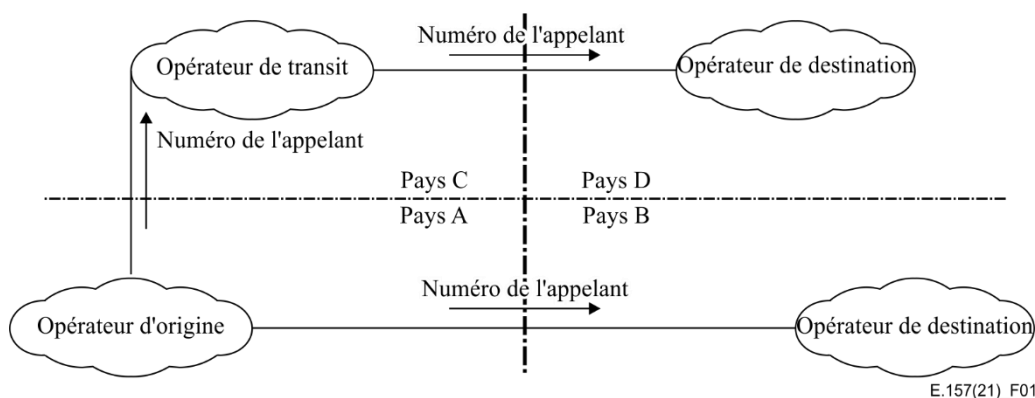 Numéro de l'appelant
Opérateur de transit
Opérateur de destination
Numéro de l'appelant
Pays C
Pays D
Pays A
Pays B
Numéro de l'appelant
Opérateur d'origine
Opérateur de destination
E.157(21)_F01